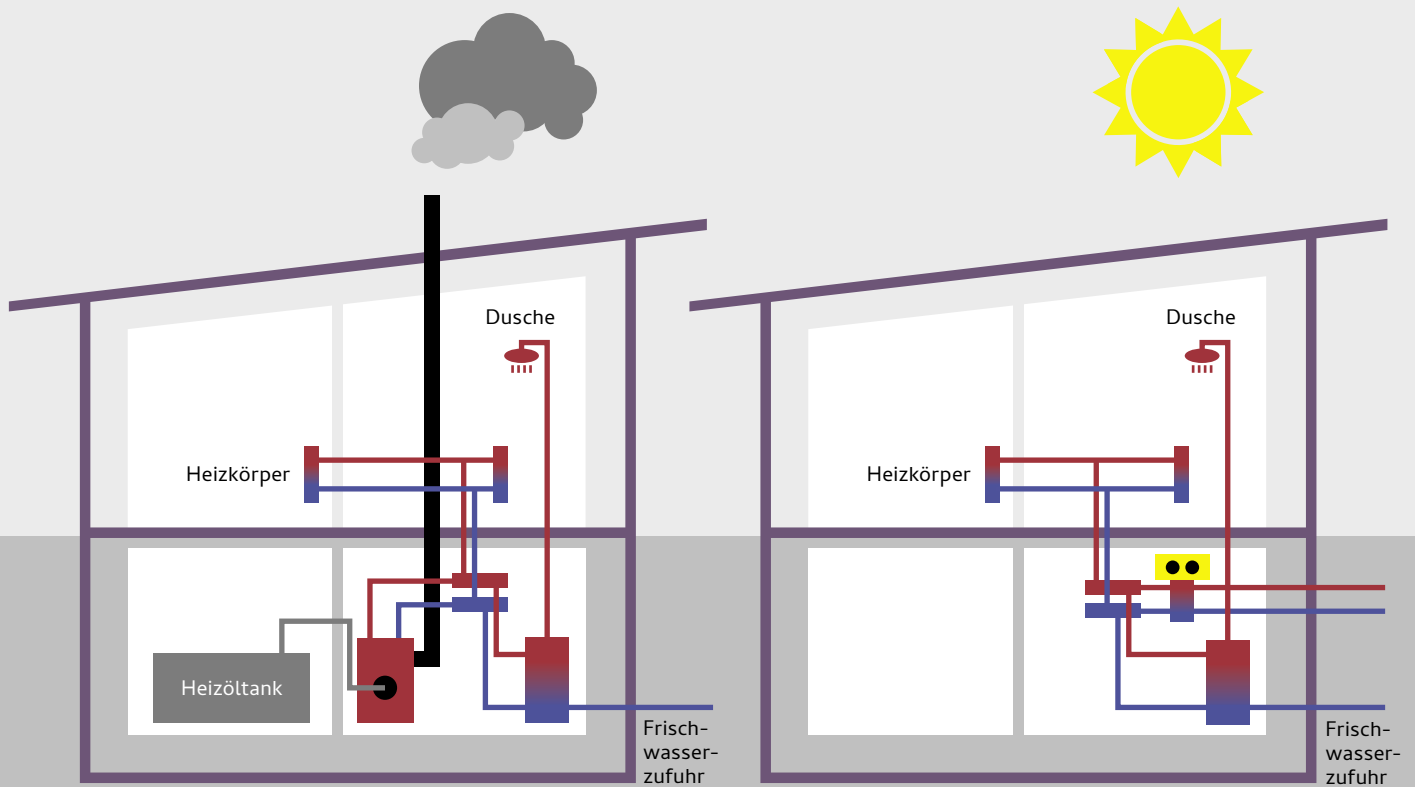 Dusche
Heizkörper
Heizöltank
Frisch-
wasser-
zufuhr
Dusche
Heizkörper
Frisch-
wasser-
zufuhr